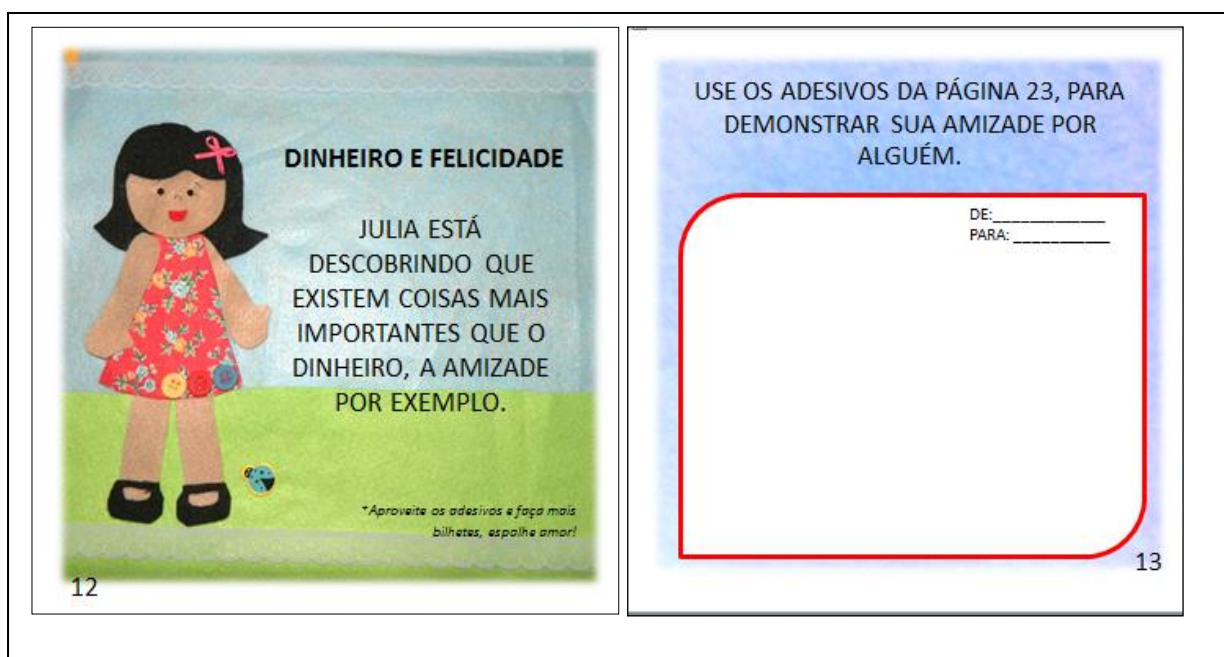 DINHEIRO E FELICIDADE
JULIA ESTÁ
DESCOBRINDO QUE
EXISTEM COISAS MAIS
IMPORTANTES QUE O
DINHEIRO, A AMIZADE
POR EXEMPLO.
*Aproveite os adesivos e faça mais
bilhetes, espalhe amor!
12
USE OS ADESIVOS DA PÁGINA 23, PARA
DEMONSTRAR SUA AMIZADE POR
ALGUÉM.
DE:____________
PARA: ___________
13